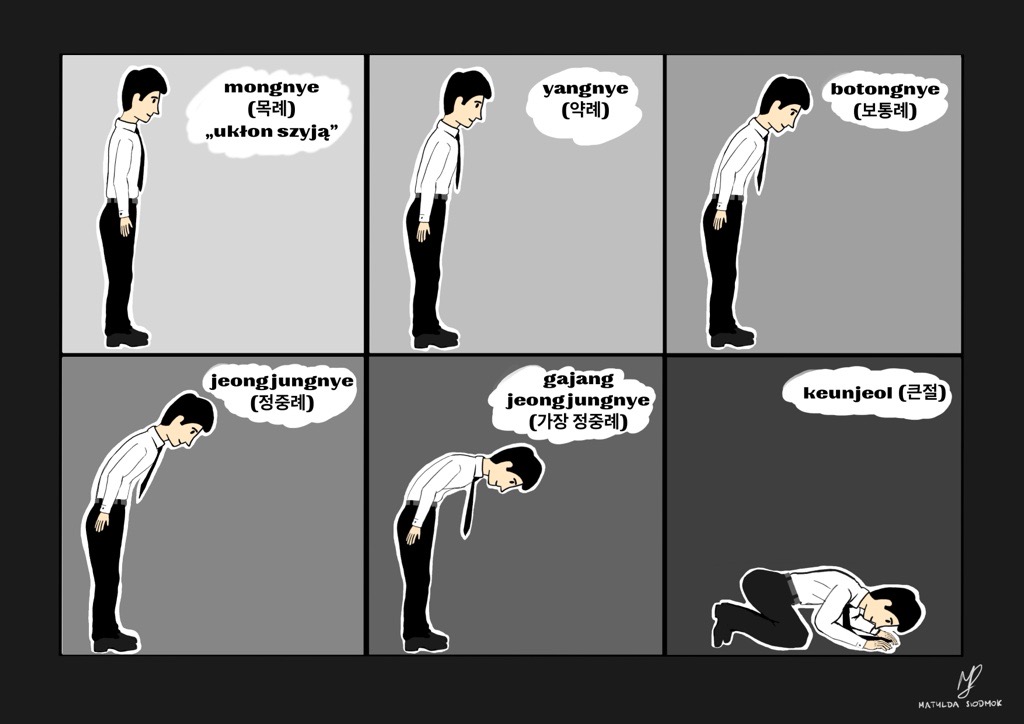 mongnye
(목례)
„ukłon szyją”
yangnye
(약례)
botongnye
(보통례)
jeongjungnye
(정중례)
gajang
jeongjungnye
(가장 정중례)
keunjeol (큰절)
MATYLDA SIODMOK